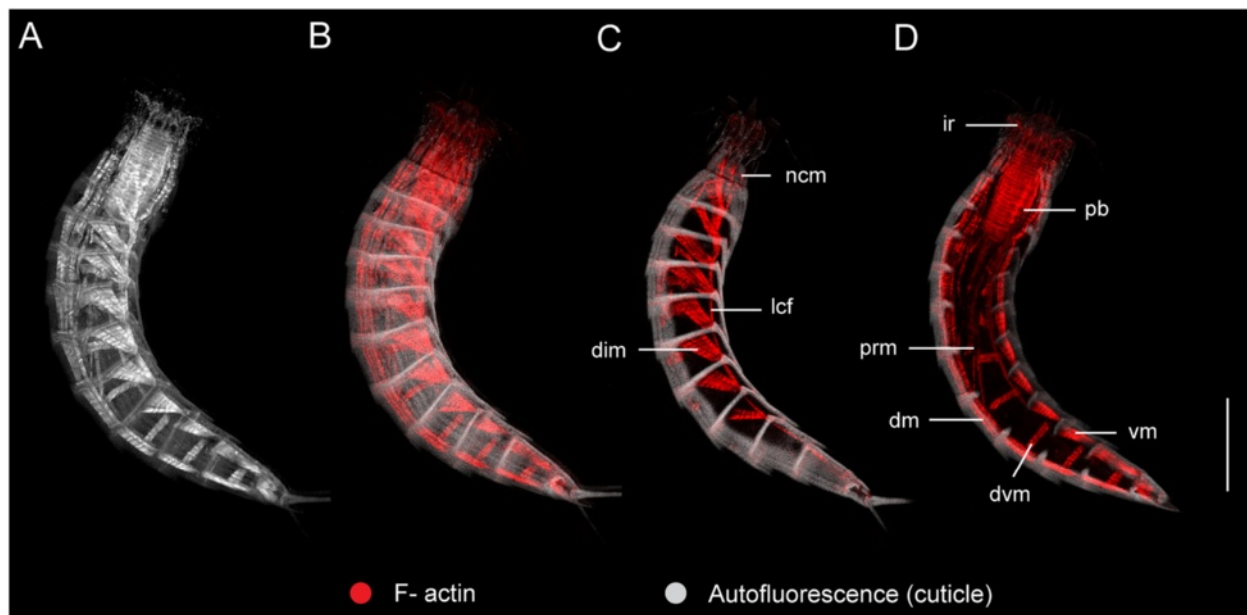 A
B
C
D
ir
ncm
pb
lcf
dim
prm
dm
vm
dvm
F- actin
Autofluorescence (cuticle)